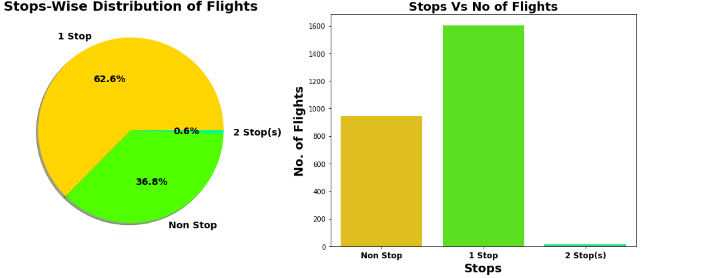 Stops-Wise Distribution of Flights
1 Stop
62.6%
0.6%
2 Stop(s)
36.8%
Non Stop
Stops Vs No of Flights
No. of Flights
1600
1400
1200
1000
800
600
400
200
0
Non Stop
1 Stop
2 Stop(s)
Stops